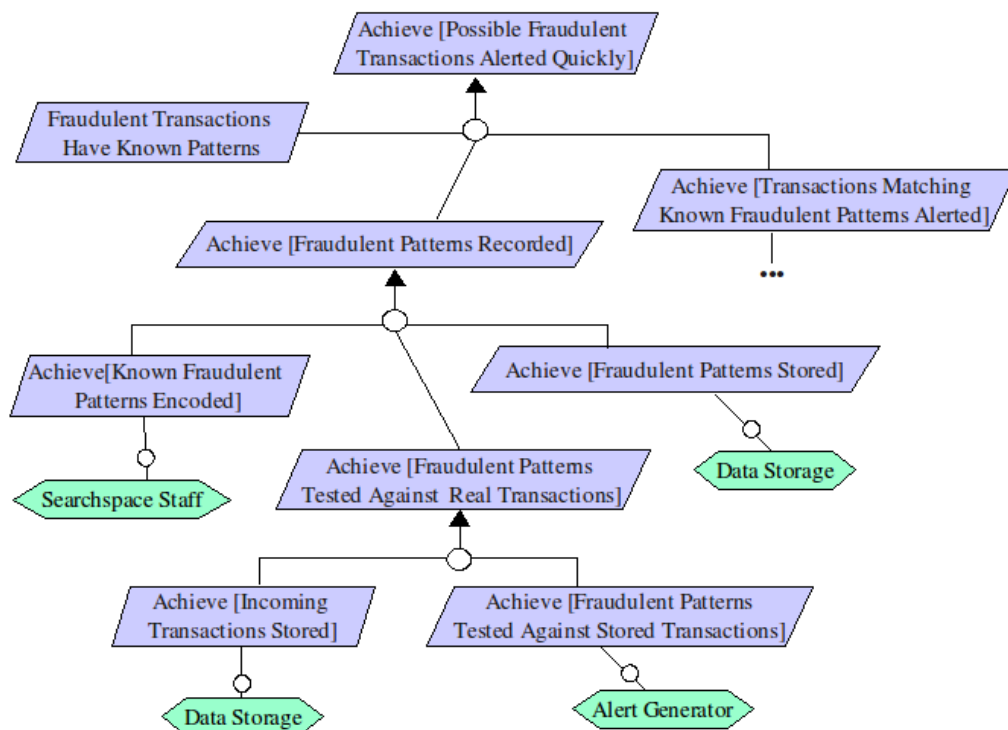 Achieve [Possible Fraudulent
Transactions Alerted Quickly]
Fraudulent Transactions
Have Known Patterns
Achieve [Transactions Matching
Known Fraudulent Patterns Alerted]
Achieve [Fraudulent Patterns Recorded]
•••
Achieve[Known Fraudulent
Patterns Encoded]
Achieve [Fraudulent Patterns Stored]
Achieve [Fraudulent Patterns
Tested Against Real Transactions]
Data Storage
Searchspace Staff
Achieve [Incoming
Transactions Stored]
Achieve [Fraudulent Patterns
Tested Against Stored Transactions]
Data Storage
Alert Generator